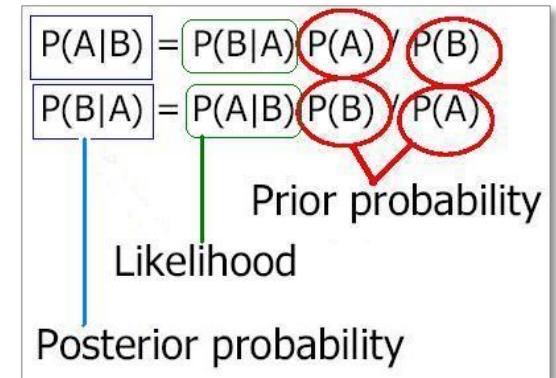 P(A|B) = P(B|A) P(A) / P(B)
P(B|A) = P(A|B) P(B) / P(A)
Prior probability
Likelihood
Posterior probability